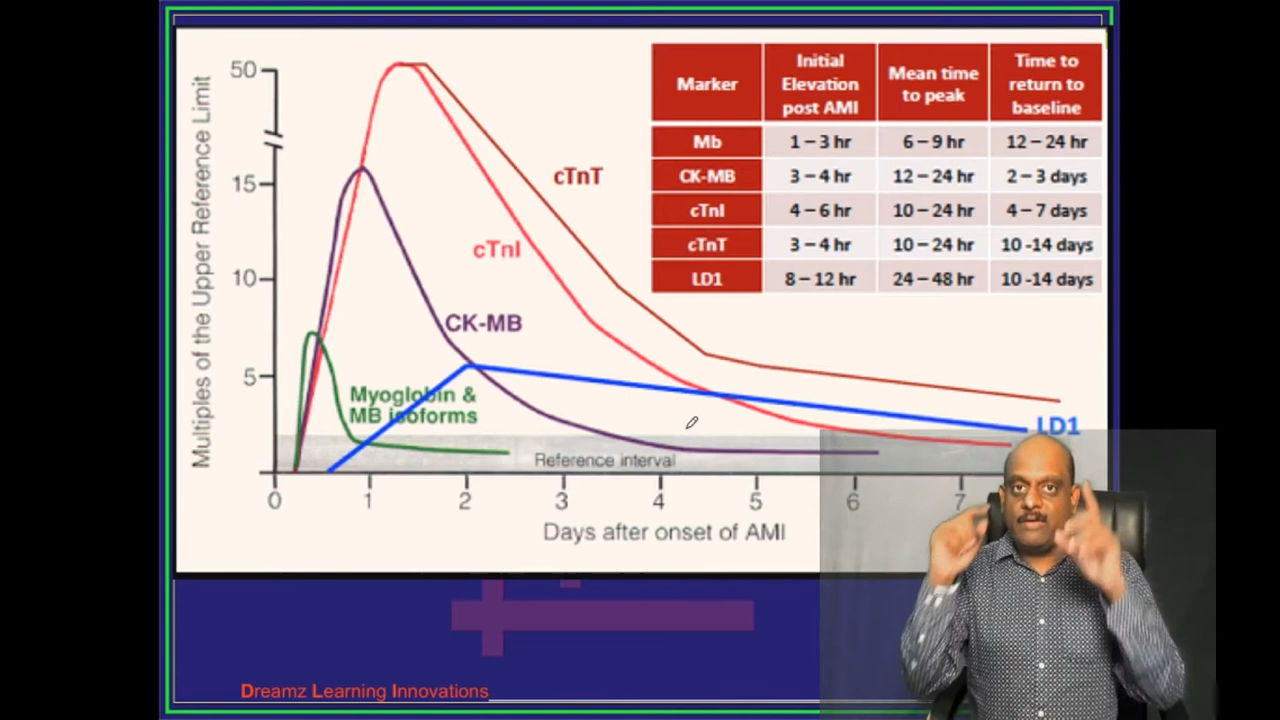 Multiples of the Upper Reference Limit
50
15
10
5
cTnT
cTnI
CK-MB
Myoglobin &
MB isoforms
LD1
Reference interval
0 1 2 3 4 5 6 7
Days after onset of AMI
Marker Initial Elevation post AMI Mean time to peak Time to return to baseline
Mb 1 – 3 hr 6 – 9 hr 12 – 24 hr
CK-MB 3 – 4 hr 12 – 24 hr 2 – 3 days
cTnI 4 – 6 hr 10 – 24 hr 4 – 7 days
cTnT 3 – 4 hr 10 – 24 hr 10 -14 days
LD1 8 – 12 hr 24 – 48 hr 10 -14 days
Dreamz Learning Innovations